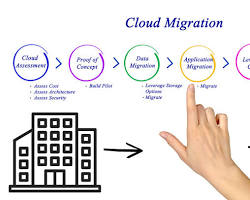 Cloud Migration
Cloud
Assessment
Proof of
Concept
Data
Migration
Application
Migration
Assess Cost
Assess Architecture
Assess Security
Build Pilot
Leverage Storage
Options
Migrate
Migrate